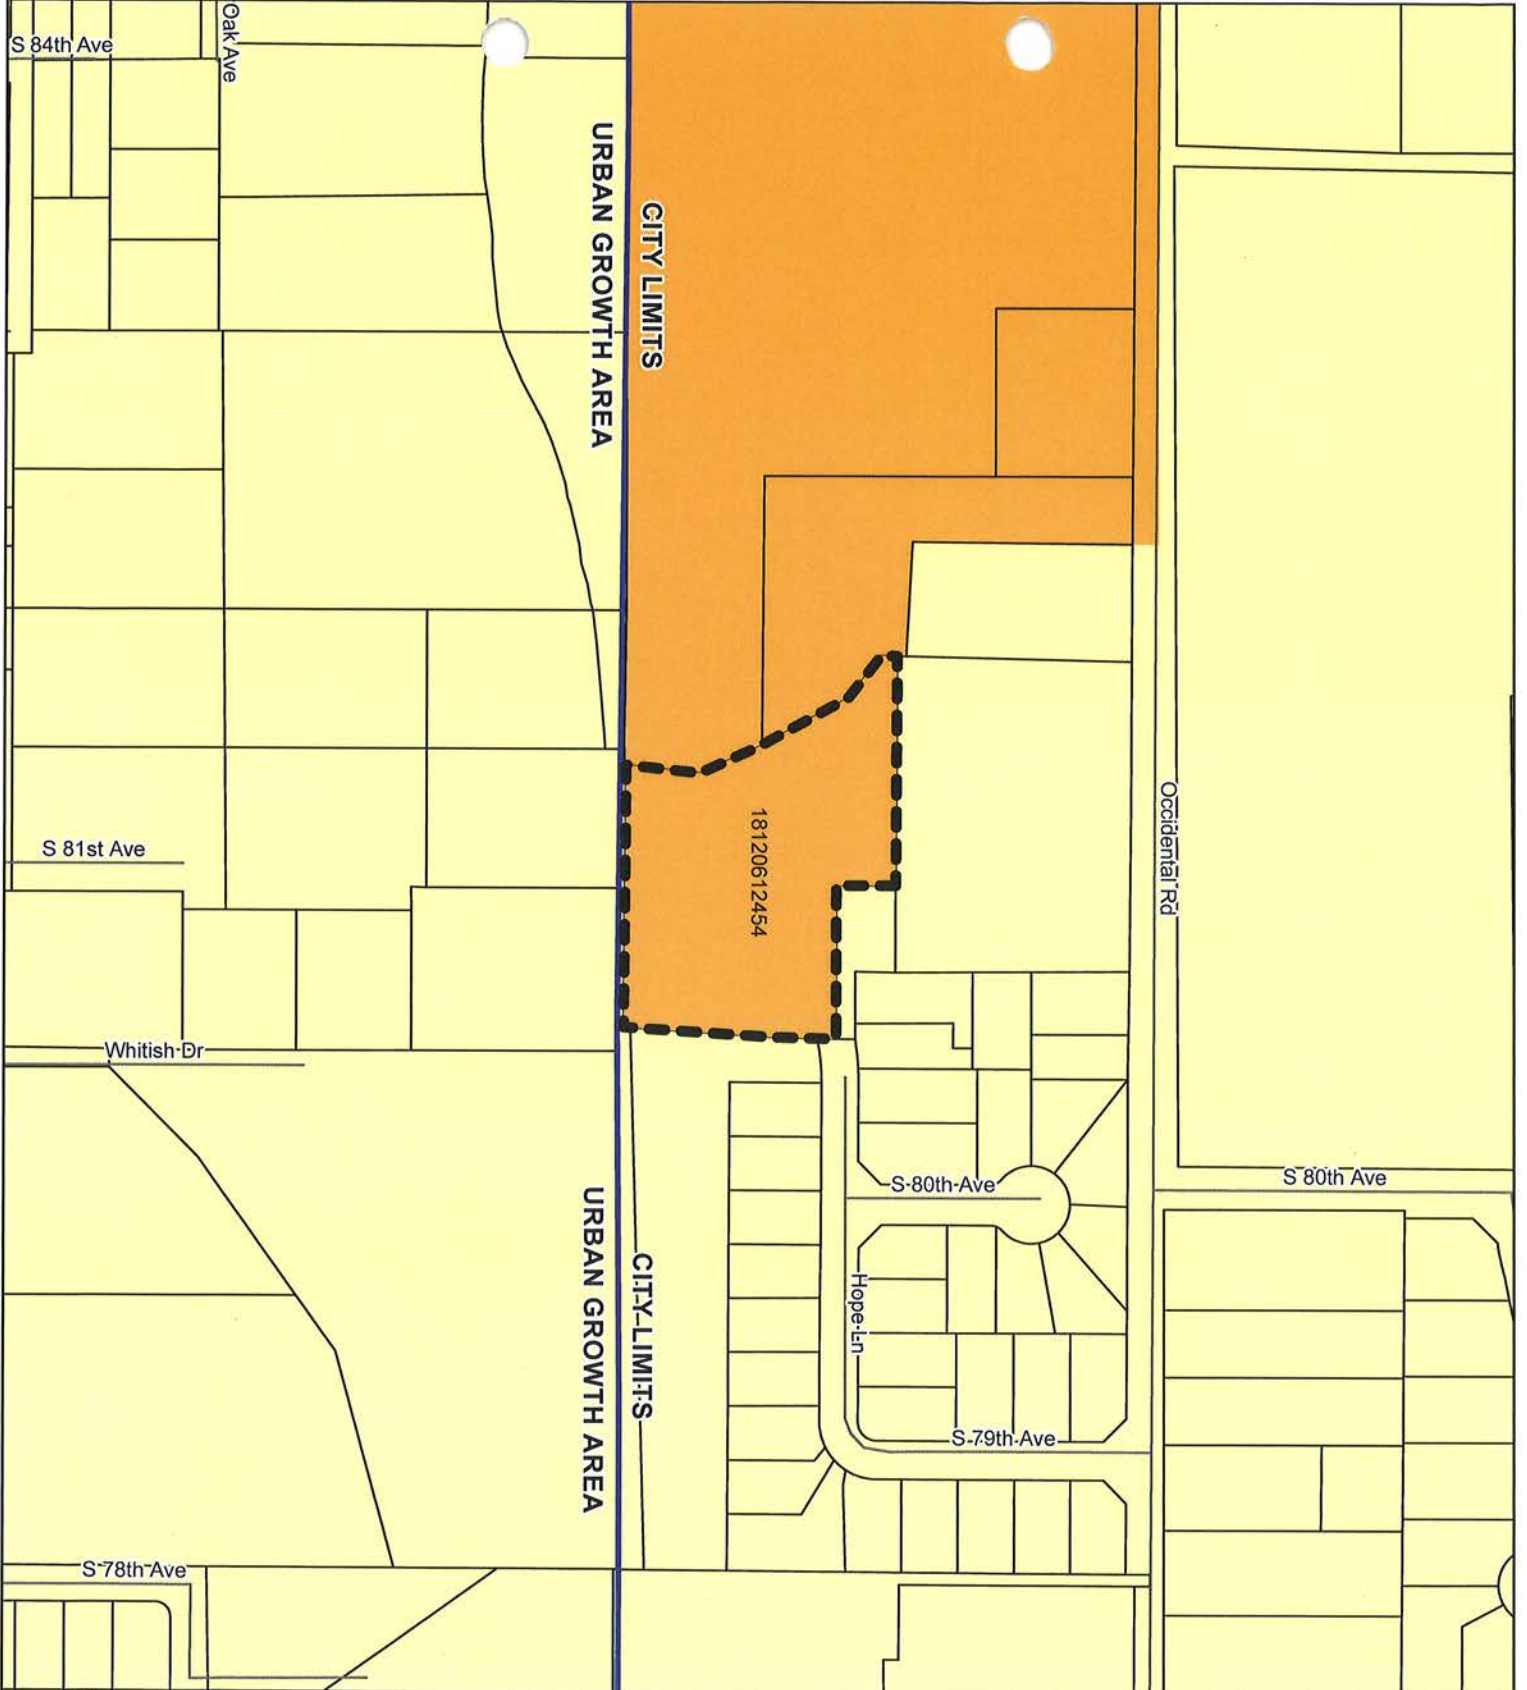 S 84th Ave
Oak Ave
URBAN GROWTH AREA
CITY LIMITS
Occidental Rd
18120612454
S 81st Ave
Whitish Dr
S 80th Ave
S 80th Ave
Hope Ln
URBAN GROWTH AREA
CITY LIMITS
S 79th Ave
S 78th Ave